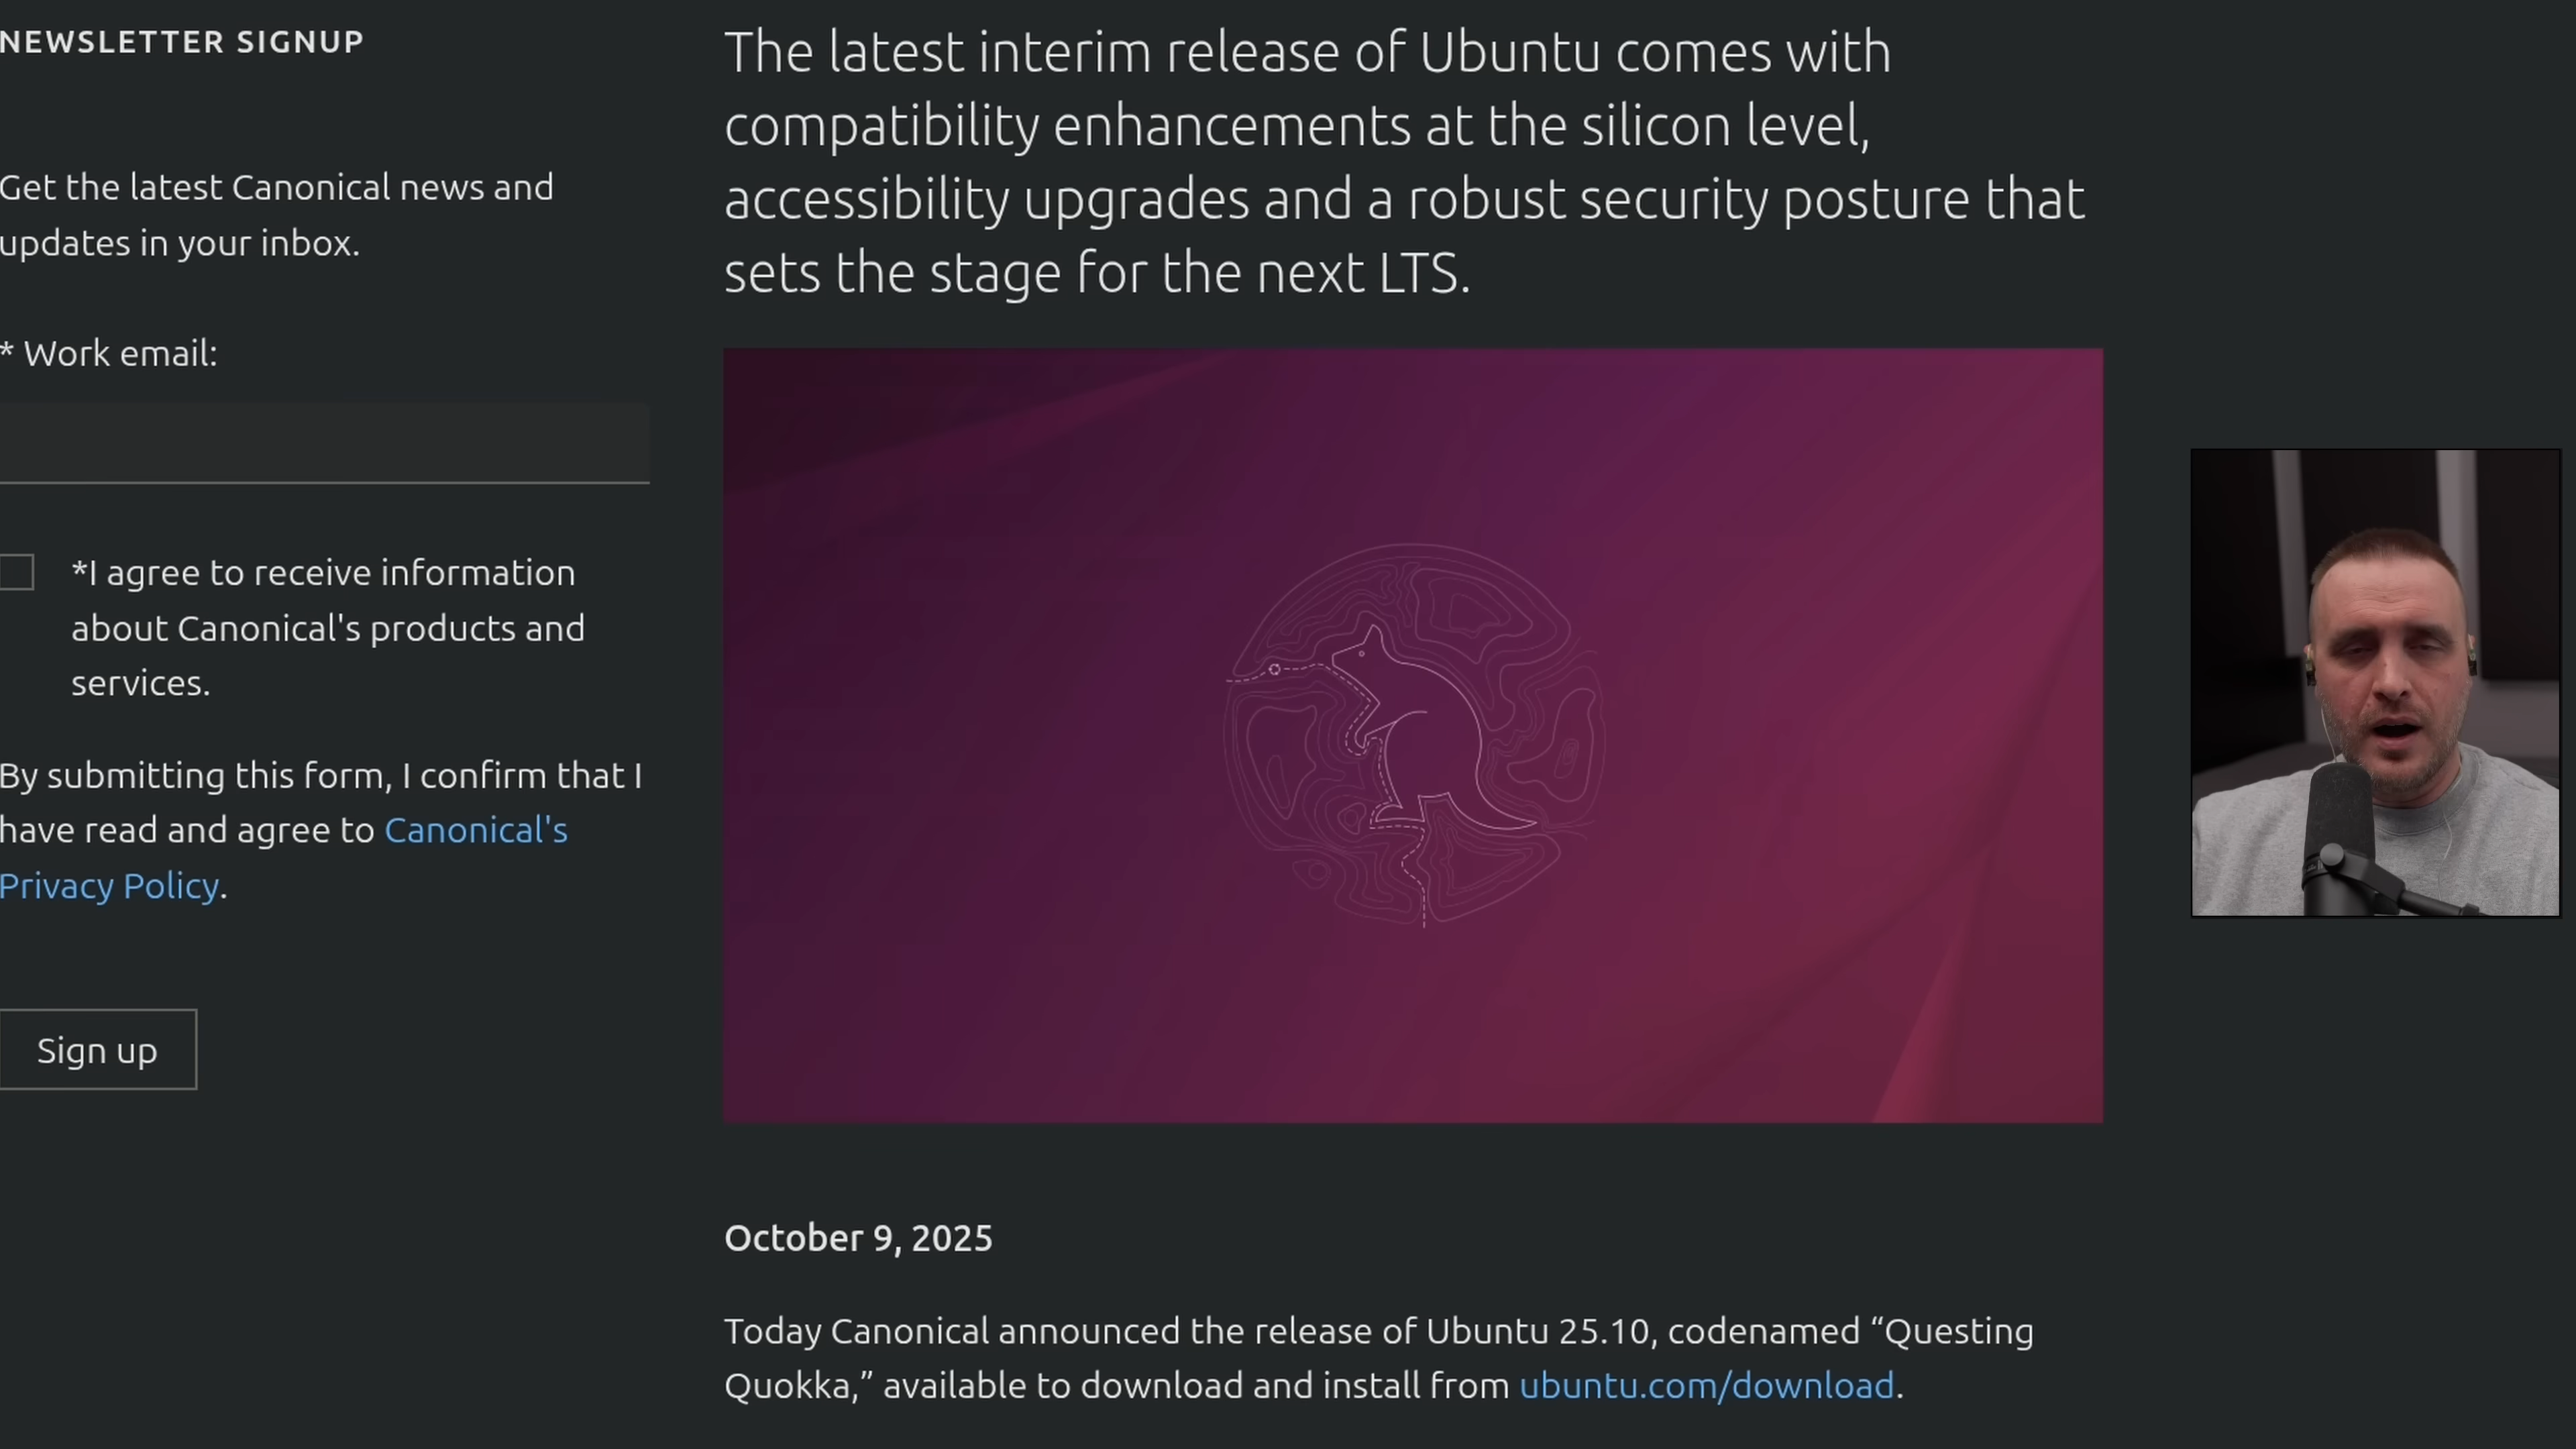 NEWSLETTER SIGNUP
Get the latest Canonical news and
updates in your inbox.
* Work email:
*I agree to receive information
about Canonical's products and
services.
By submitting this form, I confirm that I
have read and agree to Canonical's
Privacy Policy.
Sign up
The latest interim release of Ubuntu comes with
compatibility enhancements at the silicon level,
accessibility upgrades and a robust security posture that
sets the stage for the next LTS.
October 9, 2025
Today Canonical announced the release of Ubuntu 25.10, codenamed “Questing
Quokka,” available to download and install from ubuntu.com/download.